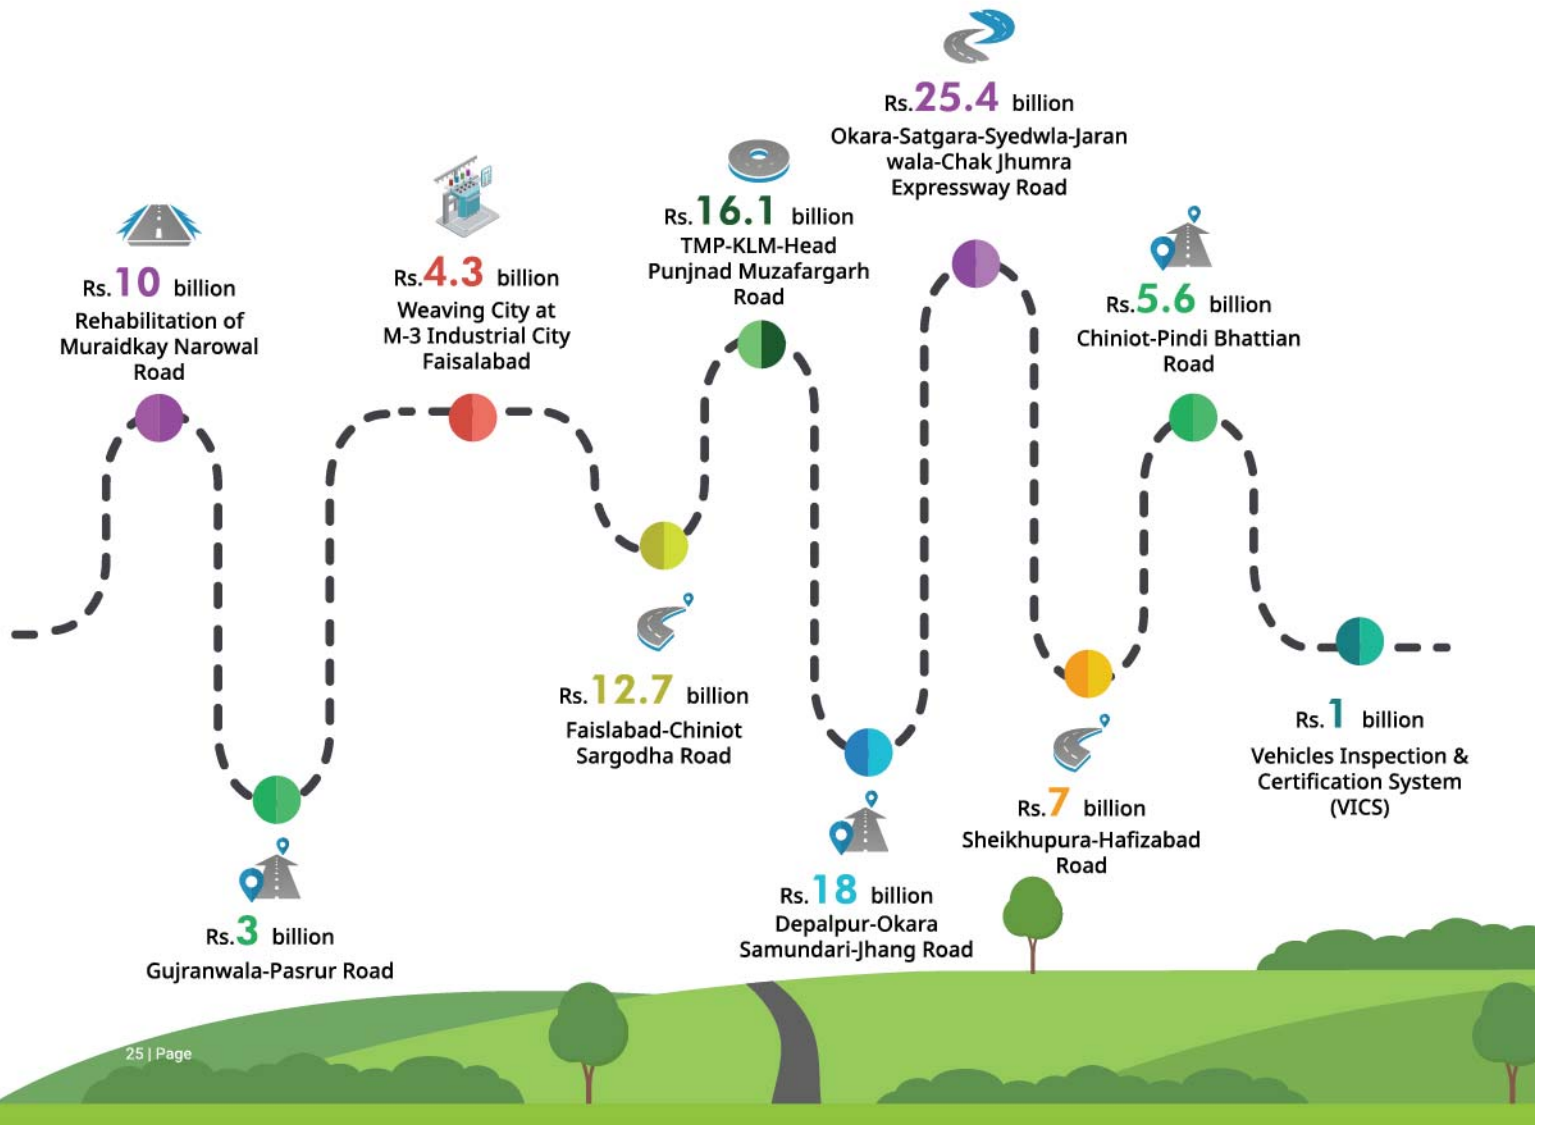 Rs.10 billion
Rehabilitation of
Muraidkay Narowal
Road
Rs.3 billion
Gujranwala-Pasrur Road
Rs.4.3 billion
Weaving City at
M-3 Industrial City
Faisalabad
Rs.12.7 billion
Faislabad-Chiniot
Sargodha Road
Rs.16.1 billion
TMP-KLM-Head
Punjnad Muzafargarh
Road
Rs.18 billion
Depalpur-Okara
Samundari-Jhang Road
Rs.25.4 billion
Okara-Satgara-Syedwla-Jaran
wala-Chak Jhumra
Expressway Road
Rs.7 billion
Sheikhupura-Hafizabad
Road
Rs.5.6 billion
Chiniot-Pindi Bhattian
Road
Rs.1 billion
Vehicles Inspection &
Certification System
(VICS)
25 | Page